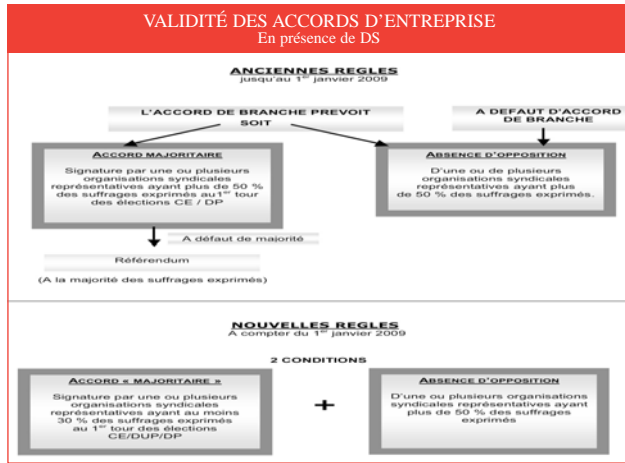 VALIDITÉ DES ACCORDS D'ENTREPRISE
En présence de DS
ANCIENNES REGLES
jusqu'au 1er janvier 2009
L'ACCORD DE BRANCHE PREVOIT
SOIT
A DEFAUT D'ACCORD
DE BRANCHE
ACCORD MAJORITAIRE
Signature par une ou plusieurs
organisations syndicales
représentatives ayant plus de 50 %
des suffrages exprimés au 1er tour
des élections CE / DP
ABSENCE D'OPPOSITION
D'une ou de plusieurs
organisations syndicales
représentatives ayant plus
de 50 % des suffrages exprimés.
A défaut de majorité
Référendum
(A la majorité des suffrages exprimés)
NOUVELLES REGLES
A compter du 1er janvier 2009
2 CONDITIONS
ACCORD « MAJORITAIRE »
Signature par une ou plusieurs
organisations syndicales
représentatives ayant au moins
30 % des suffrages exprimés
au 1er tour des élections
CE/DUP/DP
+
ABSENCE D'OPPOSITION
D'une ou plusieurs organisations
syndicales représentatives ayant
plus de 50 % des suffrages
exprimés